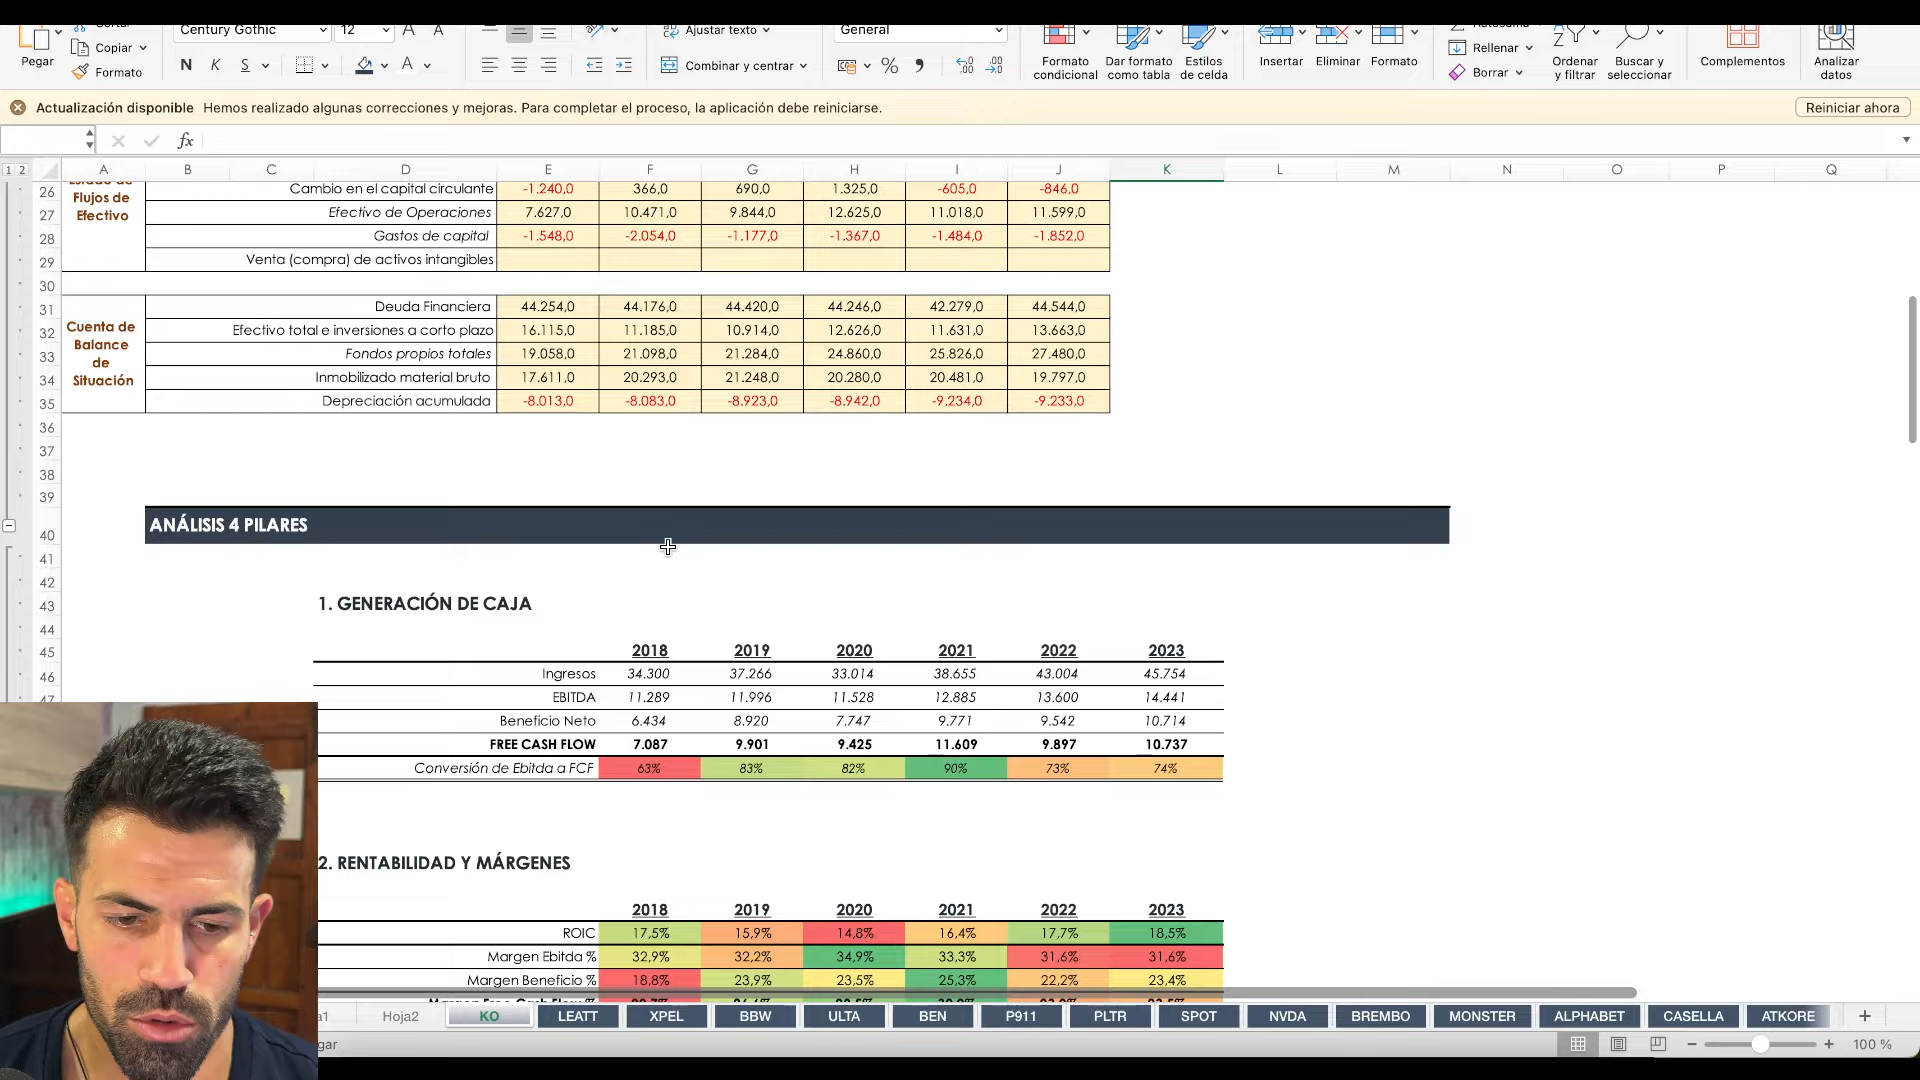 Cortar
Century Gothic 12 A A Ajustar texto General Autosuma
Pegar Copiar Formato condicional Dar formato como tabla Estilos de celda Insertar Eliminar Formato Rellenar Ordenar y filtrar Buscar y seleccionar Complementos Analizar datos
Formato N K S A Combinar y centrar % Borrar
Actualización disponible Hemos realizado algunas correcciones y mejoras. Para completar el proceso, la aplicación debe reiniciarse. Reiniciar ahora
fx
1 2 A B C D E F G H I J K L M N O P Q
Estado de Flujos de Efectivo
26 Cambio en el capital circulante -1.240,0 366,0 690,0 1.325,0 -605,0 -846,0
27 Efectivo de Operaciones 7.627,0 10.471,0 9.844,0 12.625,0 11.018,0 11.599,0
28 Gastos de capital -1.548,0 -2.054,0 -1.177,0 -1.367,0 -1.484,0 -1.852,0
29 Venta (compra) de activos intangibles
30
Cuenta de Balance de Situación
31 Deuda Financiera 44.254,0 44.176,0 44.420,0 44.246,0 42.279,0 44.544,0
32 Efectivo total e inversiones a corto plazo 16.115,0 11.185,0 10.914,0 12.626,0 11.631,0 13.663,0
33 Fondos propios totales 19.058,0 21.098,0 21.284,0 24.860,0 25.826,0 27.480,0
34 Inmobilizado material bruto 17.611,0 20.293,0 21.248,0 20.280,0 20.481,0 19.797,0
35 Depreciación acumulada -8.013,0 -8.083,0 -8.923,0 -8.942,0 -9.234,0 -9.233,0
36
37
38
39
40 ANÁLISIS 4 PILARES
41
42
43 1. GENERACIÓN DE CAJA
44
45 2018 2019 2020 2021 2022 2023
46 Ingresos 34.300 37.266 33.014 38.655 43.004 45.754
47 EBITDA 11.289 11.996 11.528 12.885 13.600 14.441
Beneficio Neto 6.434 8.920 7.747 9.771 9.542 10.714
FREE CASH FLOW 7.087 9.901 9.425 11.609 9.897 10.737
Conversión de Ebitda a FCF 63% 83% 82% 90% 73% 74%
2. RENTABILIDAD Y MÁRGENES
2018 2019 2020 2021 2022 2023
ROIC 17,5% 15,9% 14,8% 16,4% 17,7% 18,5%
Margen Ebitda % 32,9% 32,2% 34,9% 33,3% 31,6% 31,6%
Margen Beneficio % 18,8% 23,9% 23,5% 25,3% 22,2% 23,4%
Margen Free Cash Flow %
Hoja2 KO LEATT XPEL BBW ULTA BEN P911 PLTR SPOT NVDA BREMBO MONSTER ALPHABET CASELLA ATKORE +
gar − + 100 %